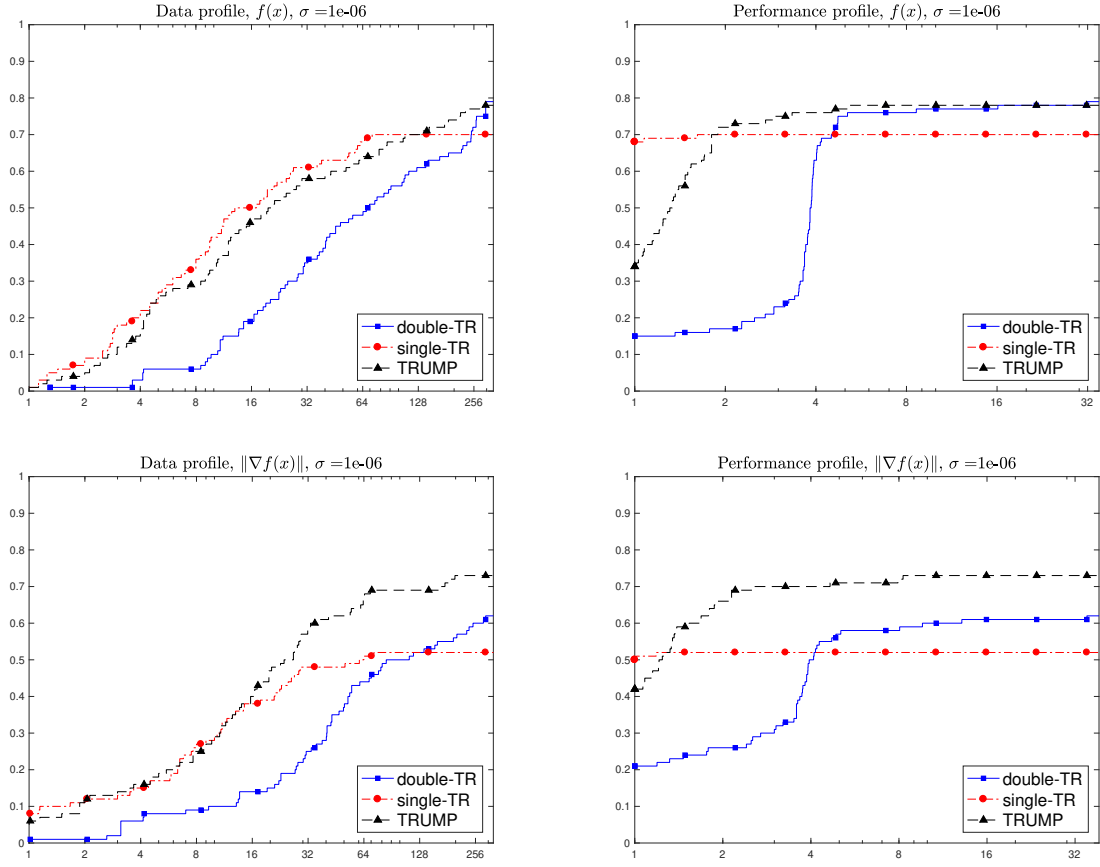 Data profile, f(x), σ =1e-06
1
0.9
0.8
0.7
0.6
0.5
0.4
0.3
0.2
0.1
0
1 2 4 8 16 32 64 128 256
double-TR
single-TR
TRUMP
Performance profile, f(x), σ =1e-06
1
0.9
0.8
0.7
0.6
0.5
0.4
0.3
0.2
0.1
0
1 2 4 8 16 32
double-TR
single-TR
TRUMP
Data profile, ‖∇f(x)‖, σ =1e-06
1
0.9
0.8
0.7
0.6
0.5
0.4
0.3
0.2
0.1
0
1 2 4 8 16 32 64 128 256
double-TR
single-TR
TRUMP
Performance profile, ‖∇f(x)‖, σ =1e-06
1
0.9
0.8
0.7
0.6
0.5
0.4
0.3
0.2
0.1
0
1 2 4 8 16 32
double-TR
single-TR
TRUMP